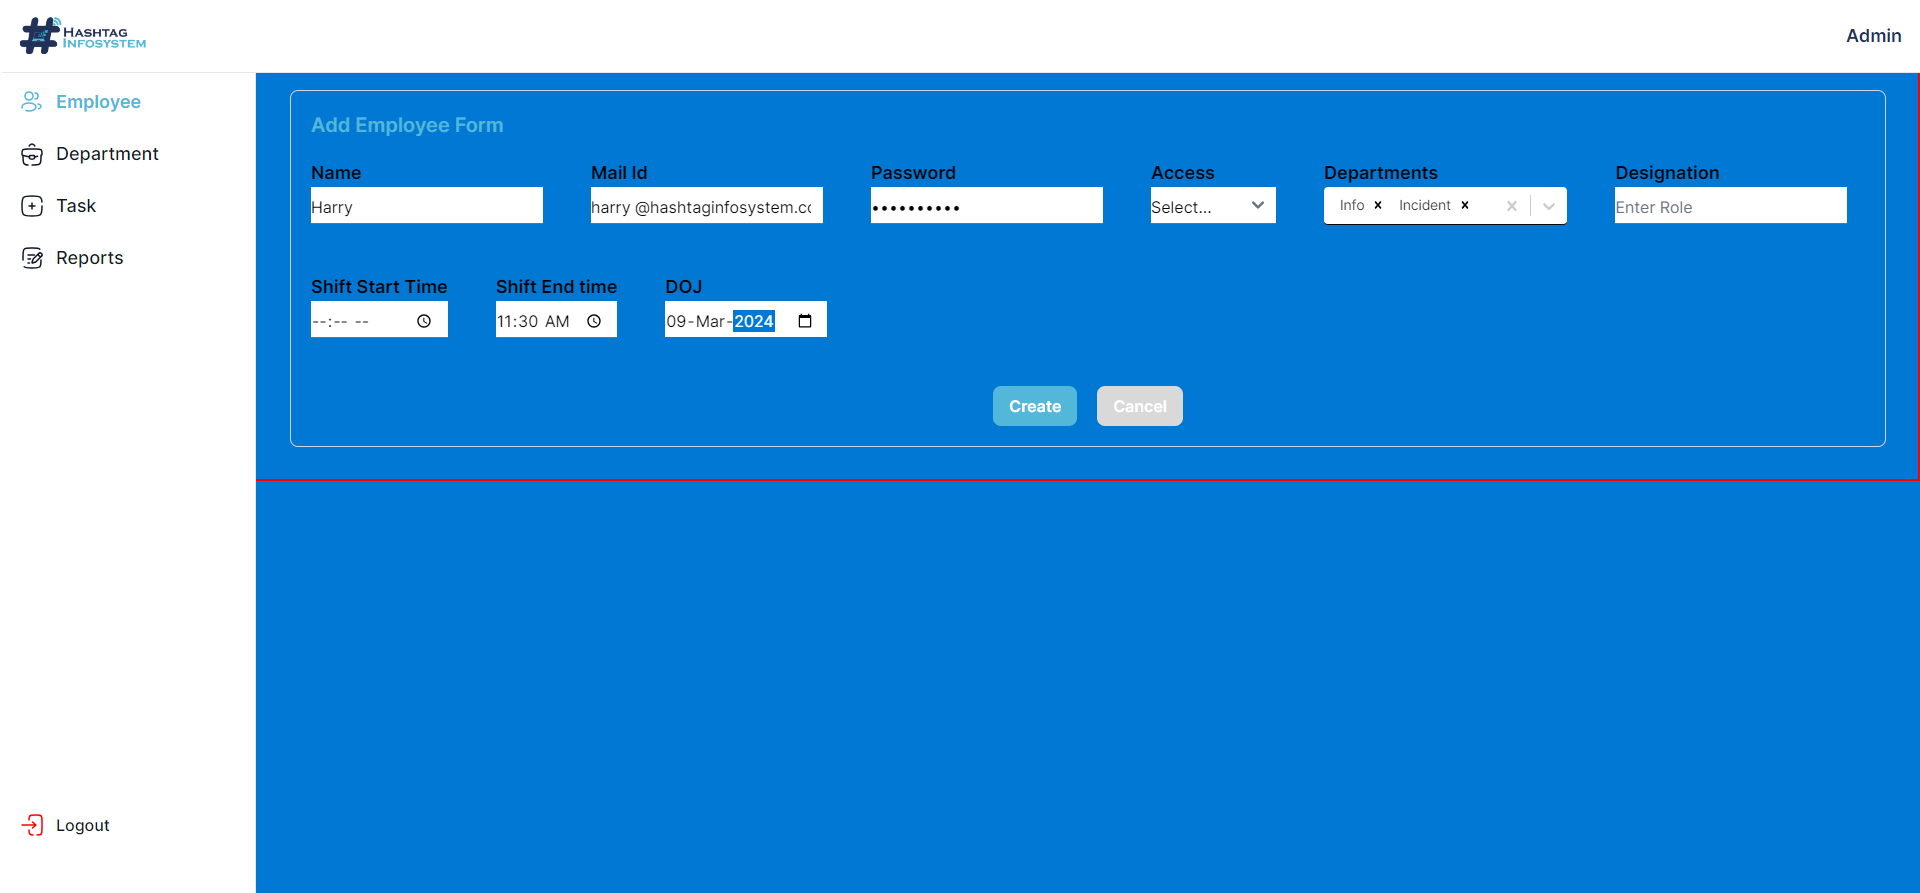 HASHTAG
INFOSYSTEM
Admin
Employee
Department
Task
Reports
Logout
Add Employee Form
Name Mail Id Password Access Departments Designation
Harry harry @hashtaginfosystem.cc •••••••••• Select... Info × Incident × Enter Role
Shift Start Time Shift End time DOJ
--:-- -- 11:30 AM 09-Mar-2024
Create Cancel